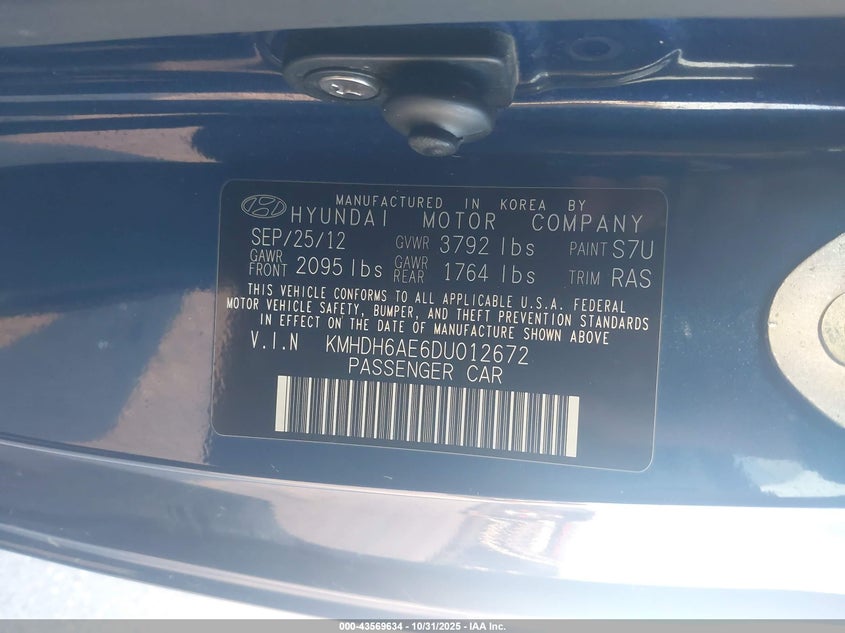 MANUFACTURED IN KOREA BY
HYUNDAI MOTOR COMPANY
SEP/25/12 GVWR 3792 lbs PAINT S7U
GAWR FRONT 2095 lbs GAWR REAR 1764 lbs TRIM RAS
THIS VEHICLE CONFORMS TO ALL APPLICABLE U.S.A. FEDERAL
MOTOR VEHICLE SAFETY, BUMPER, AND THEFT PREVENTION STANDARDS
IN EFFECT ON THE DATE OF MANUFACTURE SHOWN ABOVE
V.I.N KMHDH6AE6DU012672
PASSENGER CAR
000-43569634 - 10/31/2025 - IAA Inc.